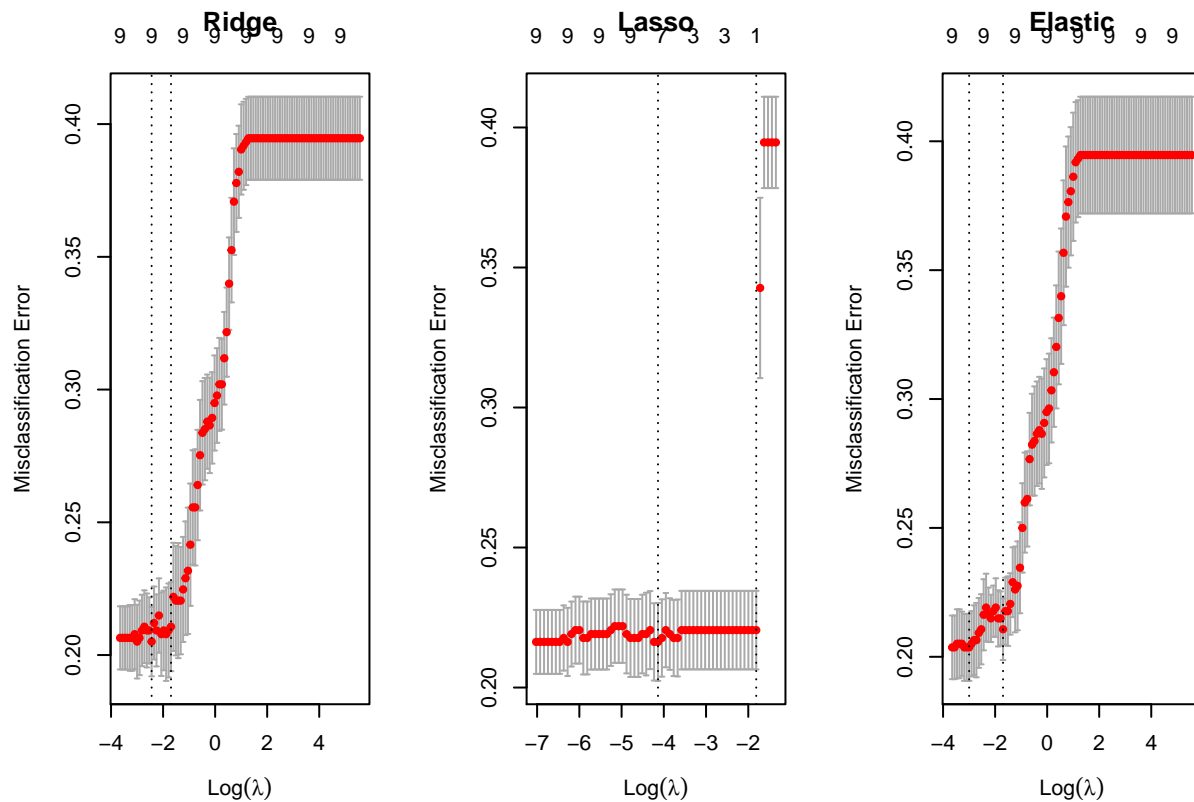 Ridge
9 9 9 9 9 9 9 9
Misclassification Error
0.40
0.35
0.30
0.25
0.20
−4 −2 0 2 4
Log(λ)
Lasso
9 9 9 9 7 3 3 1
Misclassification Error
0.40
0.35
0.30
0.25
0.20
−7 −6 −5 −4 −3 −2
Log(λ)
Elastic
9 9 9 9 9 9 9 9
Misclassification Error
0.40
0.35
0.30
0.25
0.20
−4 −2 0 2 4
Log(λ)